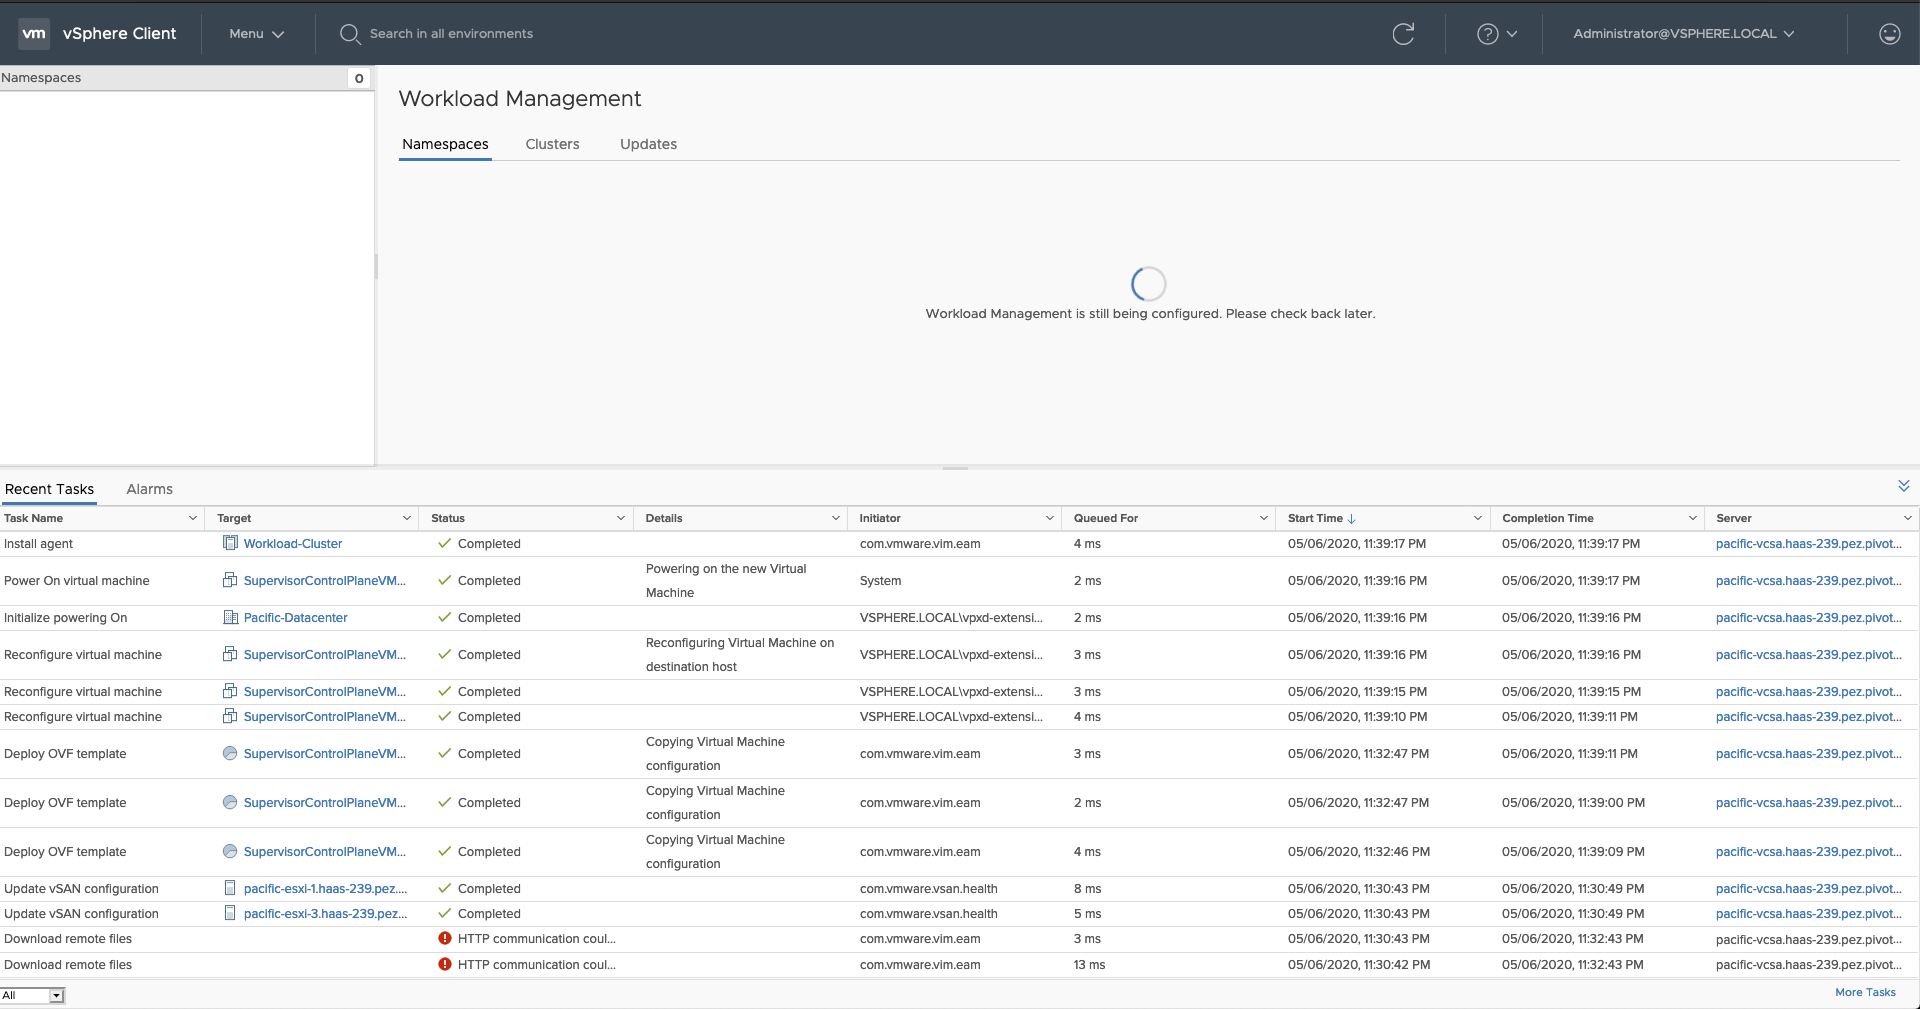 vm vSphere Client Menu Search in all environments ? Administrator@VSPHERE.LOCAL
Namespaces 0
Workload Management
Namespaces Clusters Updates
Workload Management is still being configured. Please check back later.
Recent Tasks Alarms
Task Name Target Status Details Initiator Queued For Start Time Completion Time Server
Install agent Workload-Cluster Completed com.vmware.vim.eam 4 ms 05/06/2020, 11:39:17 PM 05/06/2020, 11:39:17 PM pacific-vcsa.haas-239.pez.pivot...
Power On virtual machine SupervisorControlPlaneVM... Completed Powering on the new Virtual Machine System 2 ms 05/06/2020, 11:39:16 PM 05/06/2020, 11:39:17 PM pacific-vcsa.haas-239.pez.pivot...
Initialize powering On Pacific-Datacenter Completed VSPHERE.LOCAL\vpxd-extensi... 2 ms 05/06/2020, 11:39:16 PM 05/06/2020, 11:39:16 PM pacific-vcsa.haas-239.pez.pivot...
Reconfigure virtual machine SupervisorControlPlaneVM... Completed Reconfiguring Virtual Machine on destination host VSPHERE.LOCAL\vpxd-extensi... 3 ms 05/06/2020, 11:39:16 PM 05/06/2020, 11:39:16 PM pacific-vcsa.haas-239.pez.pivot...
Reconfigure virtual machine SupervisorControlPlaneVM... Completed VSPHERE.LOCAL\vpxd-extensi... 3 ms 05/06/2020, 11:39:15 PM 05/06/2020, 11:39:15 PM pacific-vcsa.haas-239.pez.pivot...
Reconfigure virtual machine SupervisorControlPlaneVM... Completed VSPHERE.LOCAL\vpxd-extensi... 4 ms 05/06/2020, 11:39:10 PM 05/06/2020, 11:39:11 PM pacific-vcsa.haas-239.pez.pivot...
Deploy OVF template SupervisorControlPlaneVM... Completed Copying Virtual Machine configuration com.vmware.vim.eam 3 ms 05/06/2020, 11:32:47 PM 05/06/2020, 11:39:11 PM pacific-vcsa.haas-239.pez.pivot...
Deploy OVF template SupervisorControlPlaneVM... Completed Copying Virtual Machine configuration com.vmware.vim.eam 2 ms 05/06/2020, 11:32:47 PM 05/06/2020, 11:39:00 PM pacific-vcsa.haas-239.pez.pivot...
Deploy OVF template SupervisorControlPlaneVM... Completed Copying Virtual Machine configuration com.vmware.vim.eam 4 ms 05/06/2020, 11:32:46 PM 05/06/2020, 11:39:09 PM pacific-vcsa.haas-239.pez.pivot...
Update vSAN configuration pacific-esxi-1.haas-239.pez.... Completed com.vmware.vsan.health 8 ms 05/06/2020, 11:30:43 PM 05/06/2020, 11:30:49 PM pacific-vcsa.haas-239.pez.pivot...
Update vSAN configuration pacific-esxi-3.haas-239.pez... Completed com.vmware.vsan.health 5 ms 05/06/2020, 11:30:43 PM 05/06/2020, 11:30:49 PM pacific-vcsa.haas-239.pez.pivot...
Download remote files HTTP communication coul... com.vmware.vim.eam 3 ms 05/06/2020, 11:30:43 PM 05/06/2020, 11:32:43 PM pacific-vcsa.haas-239.pez.pivot...
Download remote files HTTP communication coul... com.vmware.vim.eam 13 ms 05/06/2020, 11:30:42 PM 05/06/2020, 11:32:43 PM pacific-vcsa.haas-239.pez.pivot...
All More Tasks